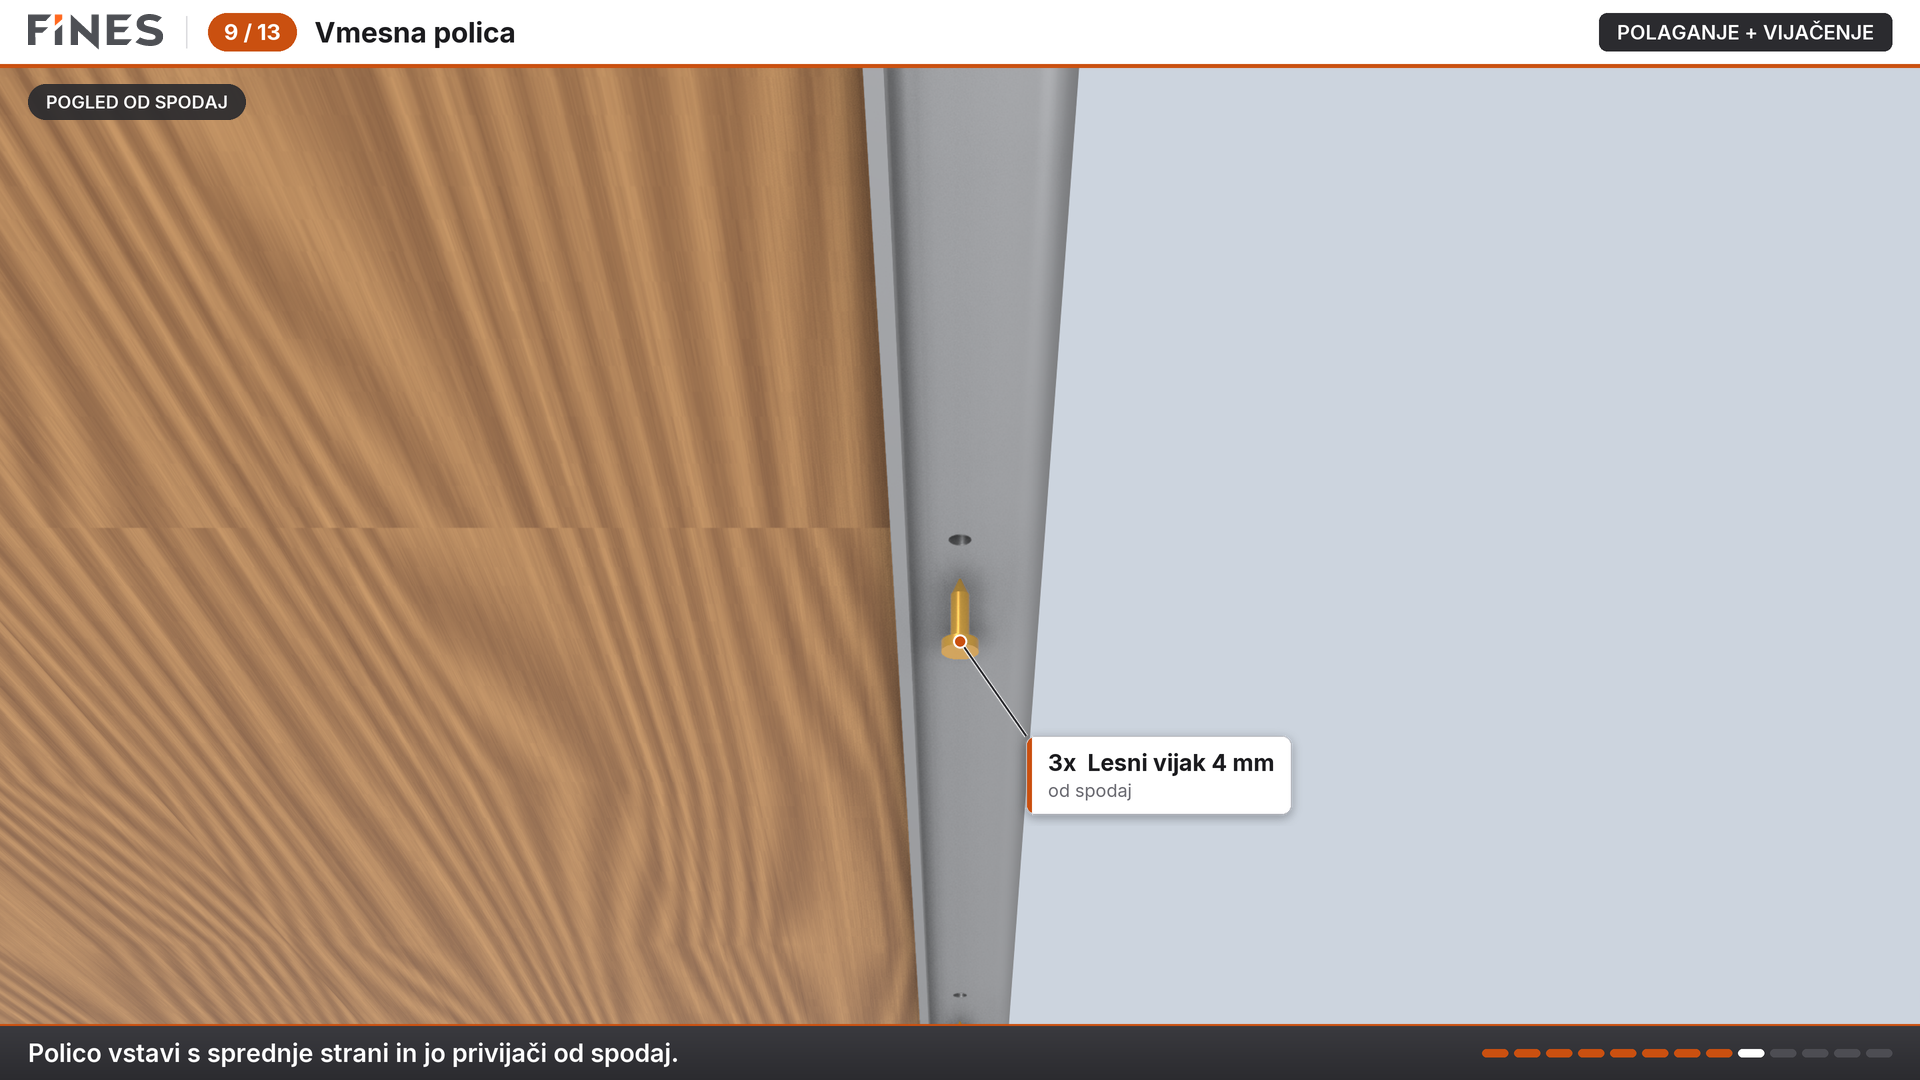 FINES
9 / 13
Vmesna polica
POLAGANJE + VIJAČENJE
POGLED OD SPODAJ
3x Lesni vijak 4 mm
od spodaj
Polico vstavi s sprednje strani in jo privijači od spodaj.